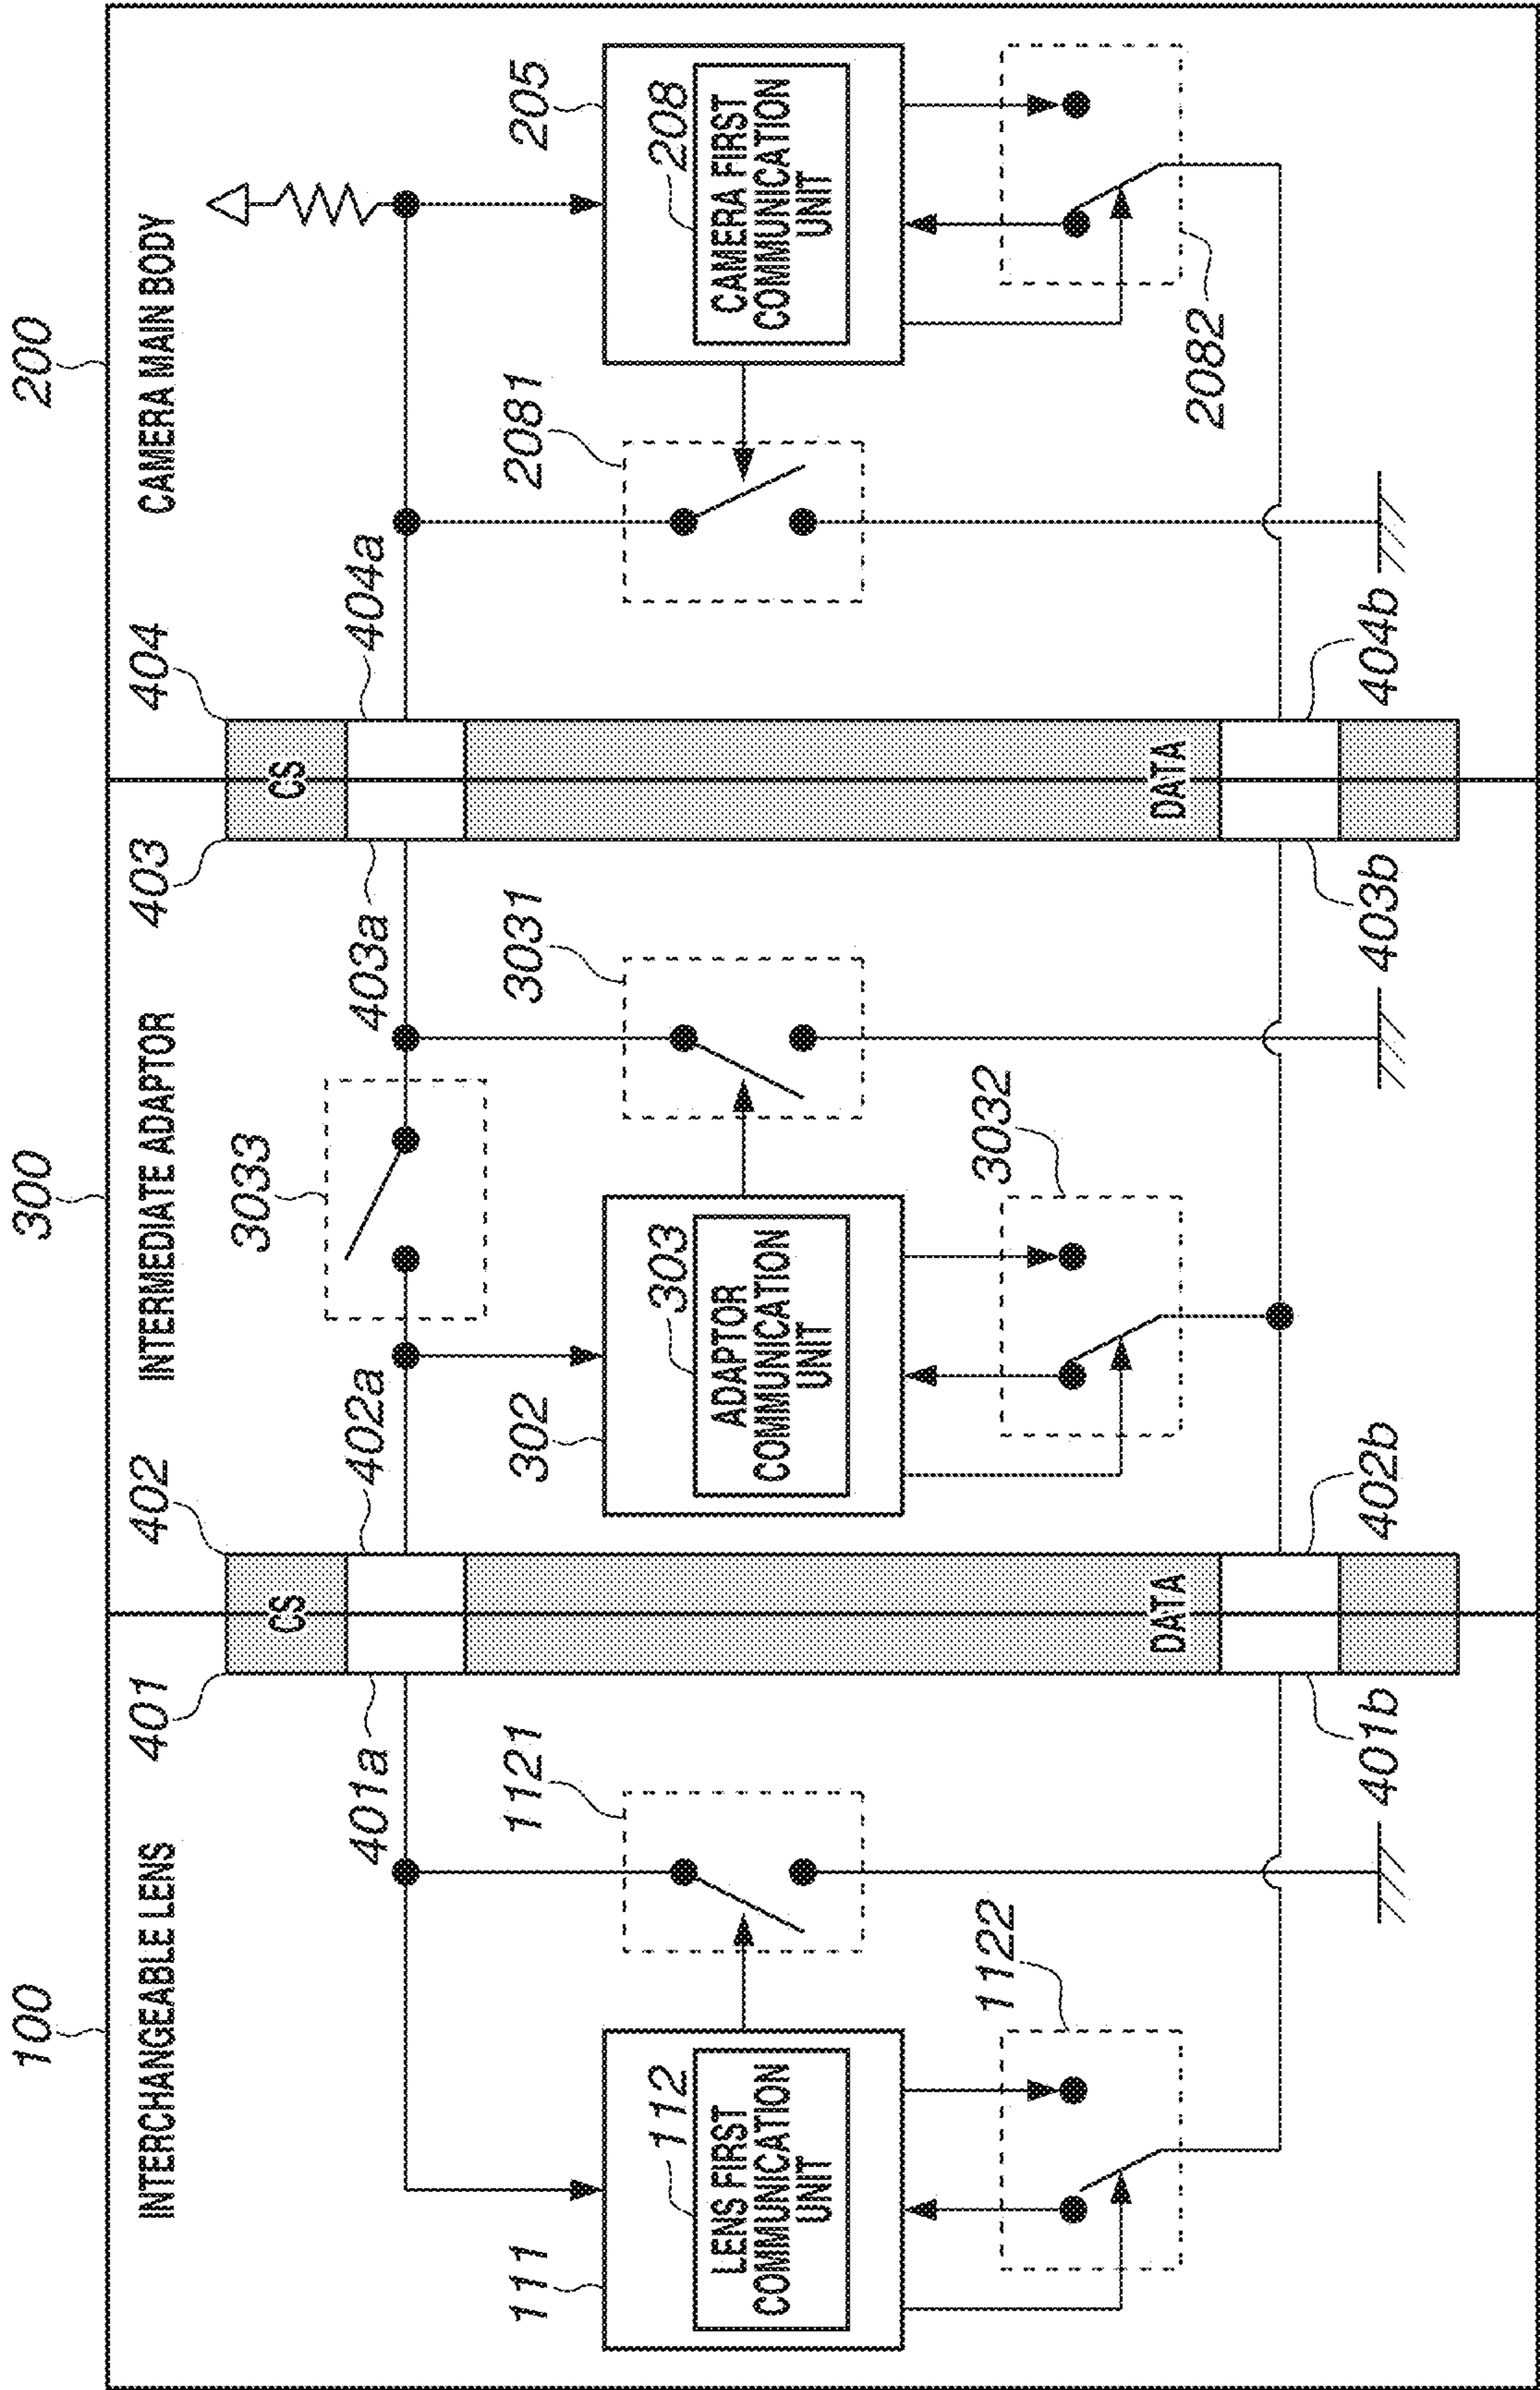 100
300
200
INTERCHANGEABLE LENS
401
402
INTERMEDIATE ADAPTOR
403
404
CAMERA MAIN BODY
3033
CS
CS
401a
402a
403a
404a
111
1121
302
3031
2081
205
112
LENS FIRST
COMMUNICATION
UNIT
303
ADAPTOR
COMMUNICATION
UNIT
208
CAMERA FIRST
COMMUNICATION
UNIT
1122
3032
2082
DATA
DATA
401b
402b
403b
404b